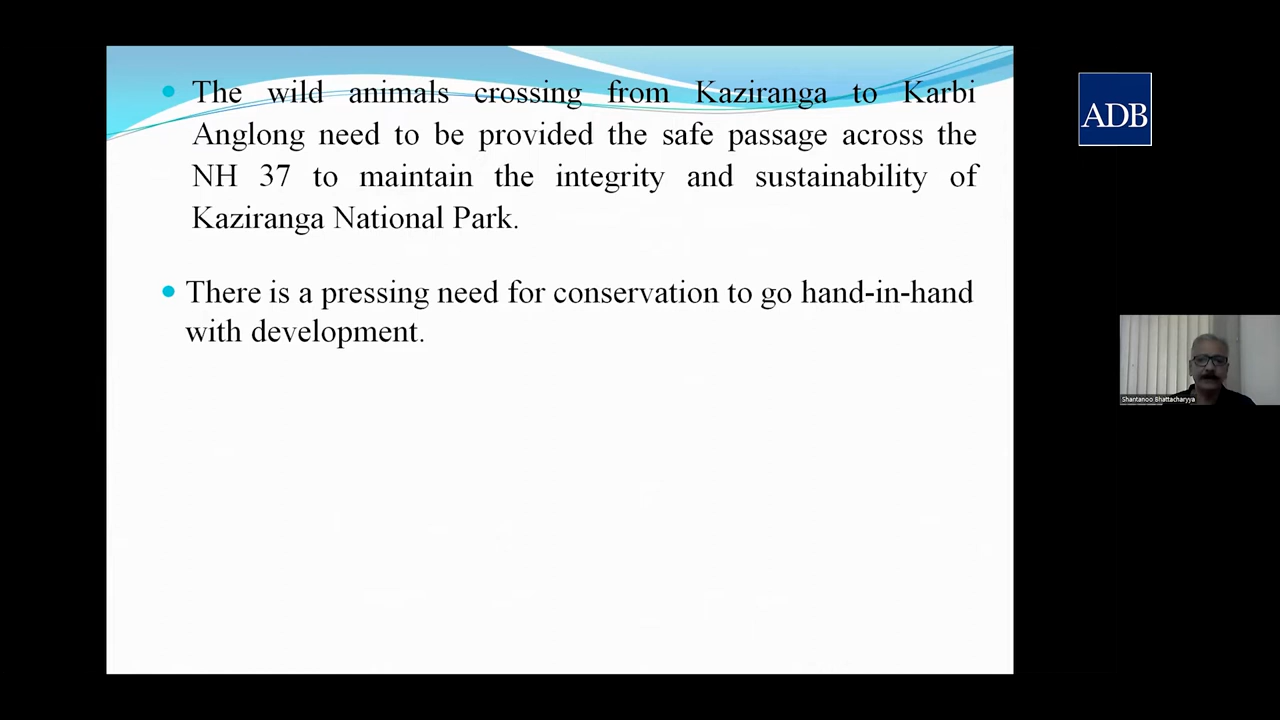 The wild animals crossing from Kaziranga to Karbi
Anglong need to be provided the safe passage across the
NH 37 to maintain the integrity and sustainability of
Kaziranga National Park.
There is a pressing need for conservation to go hand-in-hand
with development.
ADB
Shantanoo Bhattacharyya